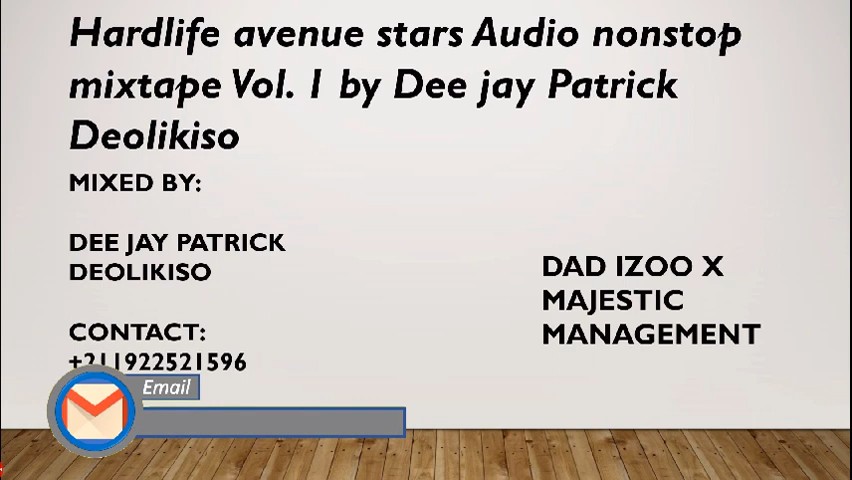 Hardlife avenue stars Audio nonstop
mixtape Vol. 1 by Dee jay Patrick
Deolikiso
MIXED BY:
DEE JAY PATRICK
DEOLIKISO
CONTACT:
+211922521596
Email
DAD IZOO X
MAJESTIC
MANAGEMENT